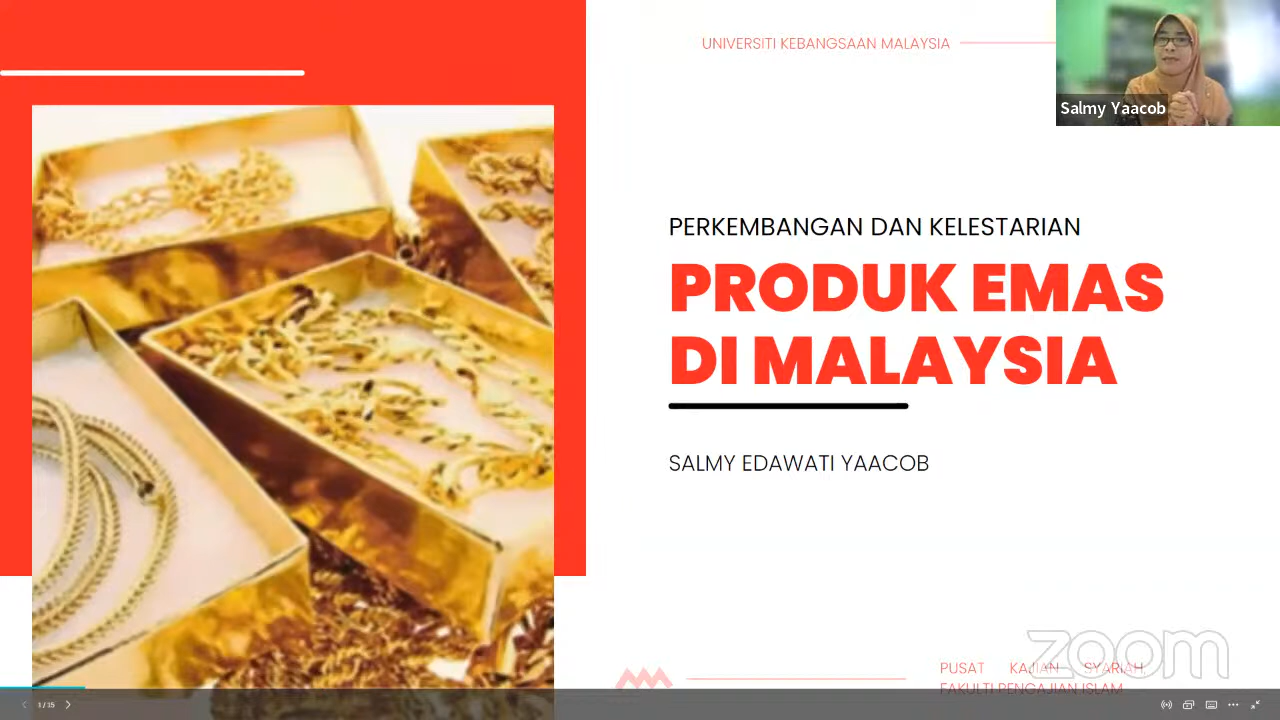 UNIVERSITI KEBANGSAAN MALAYSIA
Salmy Yaacob
PERKEMBANGAN DAN KELESTARIAN
PRODUK EMAS
DI MALAYSIA
SALMY EDAWATI YAACOB
zoom
PUSAT KAJIAN SYARIAH,
FAKULTI PENGAJIAN ISLAM
1 / 15